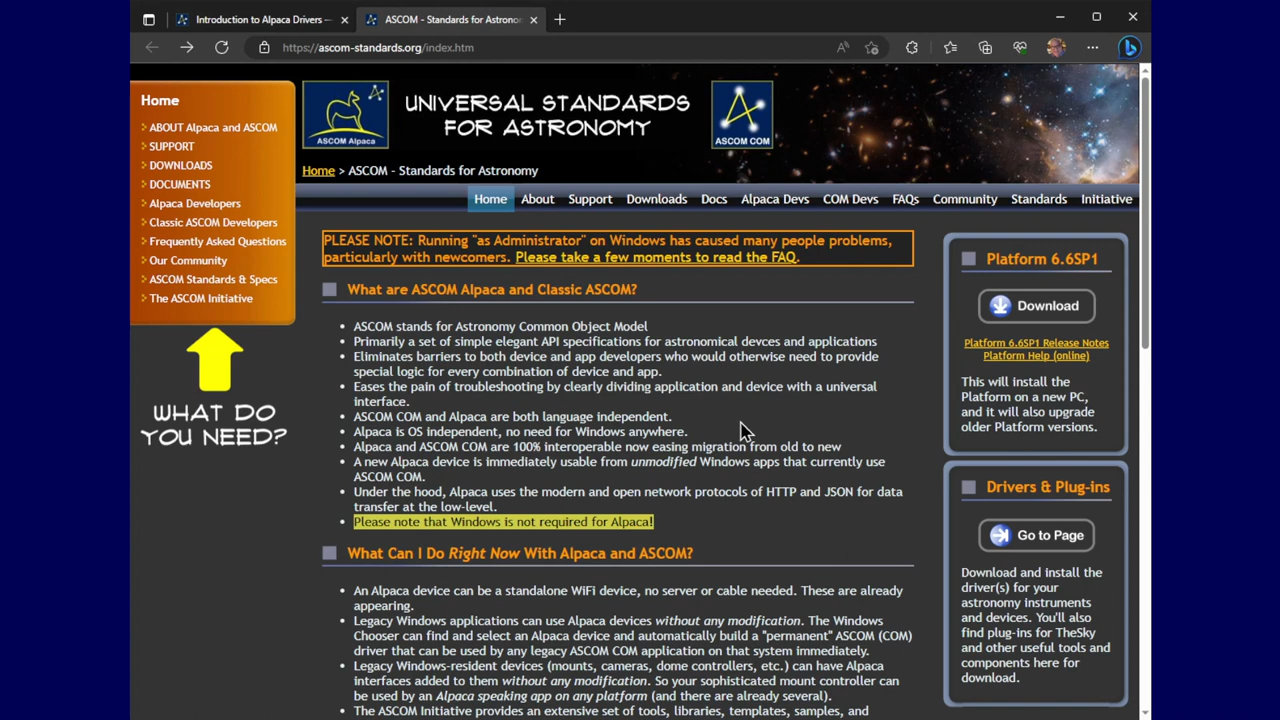 Introduction to Alpaca Drivers —
ASCOM - Standards for Astronon
https://ascom-standards.org/index.htm
Home
ABOUT Alpaca and ASCOM
SUPPORT
DOWNLOADS
DOCUMENTS
Alpaca Developers
Classic ASCOM Developers
Frequently Asked Questions
Our Community
ASCOM Standards & Specs
The ASCOM Initiative
WHAT DO
YOU NEED?
ASCOM Alpaca
UNIVERSAL STANDARDS
FOR ASTRONOMY
ASCOM COM
Home > ASCOM - Standards for Astronomy
Home About Support Downloads Docs Alpaca Devs COM Devs FAQs Community Standards Initiative
PLEASE NOTE: Running "as Administrator" on Windows has caused many people problems,
particularly with newcomers. Please take a few moments to read the FAQ.
What are ASCOM Alpaca and Classic ASCOM?
• ASCOM stands for Astronomy Common Object Model
• Primarily a set of simple elegant API specifications for astronomical devces and applications
• Eliminates barriers to both device and app developers who would otherwise need to provide
special logic for every combination of device and app.
• Eases the pain of troubleshooting by clearly dividing application and device with a universal
interface.
• ASCOM COM and Alpaca are both language independent.
• Alpaca is OS independent, no need for Windows anywhere.
• Alpaca and ASCOM COM are 100% interoperable now easing migration from old to new
• A new Alpaca device is immediately usable from unmodified Windows apps that currently use
ASCOM COM.
• Under the hood, Alpaca uses the modern and open network protocols of HTTP and JSON for data
transfer at the low-level.
• Please note that Windows is not required for Alpaca!
What Can I Do Right Now With Alpaca and ASCOM?
• An Alpaca device can be a standalone WiFi device, no server or cable needed. These are already
appearing.
• Legacy Windows applications can use Alpaca devices without any modification. The Windows
Chooser can find and select an Alpaca device and automatically build a "permanent" ASCOM (COM)
driver that can be used by any legacy ASCOM COM application on that system immediately.
• Legacy Windows-resident devices (mounts, cameras, dome controllers, etc.) can have Alpaca
interfaces added to them without any modification. So your sophisticated mount controller can
be used by an Alpaca speaking app on any platform (and there are already several).
• The ASCOM Initiative provides an extensive set of tools, libraries, templates, samples, and
Platform 6.6SP1
Download
Platform 6.6SP1 Release Notes
Platform Help (online)
This will install the
Platform on a new PC,
and it will also upgrade
older Platform versions.
Drivers & Plug-ins
Go to Page
Download and install the
driver(s) for your
astronomy instruments
and devices. You'll also
find plug-ins for TheSky
and other useful tools and
components here for
download.